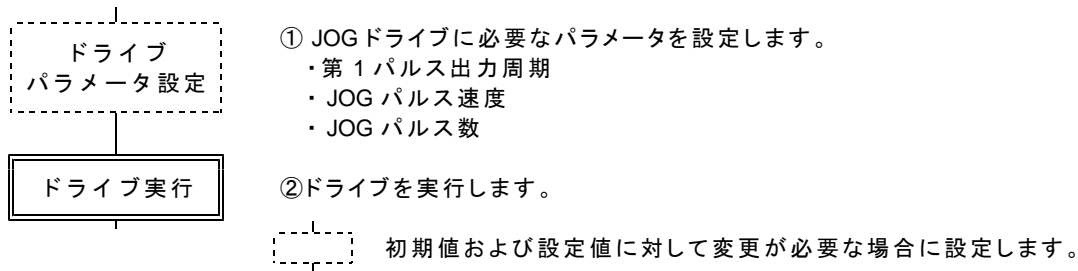 ドライブ
パラメータ設定
① JOGドライブに必要なパラメータを設定します。
・第 1 パルス出力周期
・ JOG パルス速度
・ JOG パルス数
ドライブ実行
②ドライブを実行します。
初期値および設定値に対して変更が必要な場合に設定します。